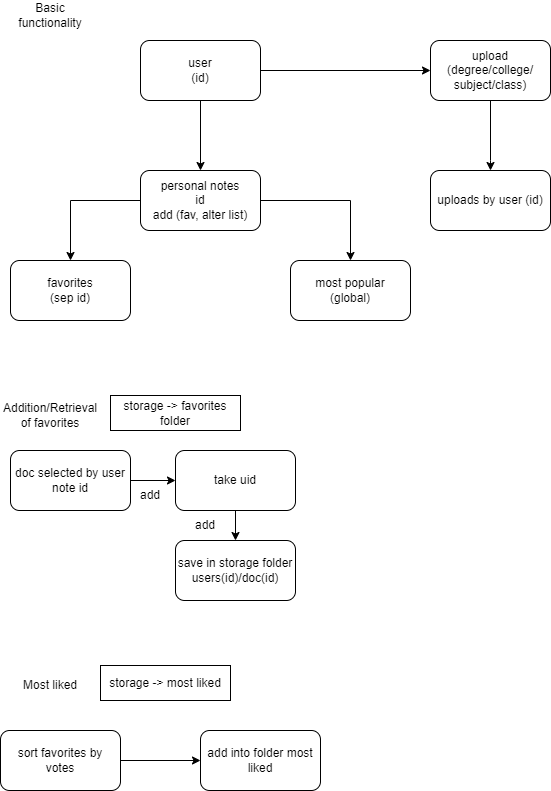 Basic
functionality
user
(id)
upload
(degree/college/
subject/class)
personal notes
id
add (fav, alter list)
uploads by user (id)
favorites
(sep id)
most popular
(global)
Addition/Retrieval
of favorites
storage -> favorites
folder
doc selected by user
note id
add
take uid
add
save in storage folder
users(id)/doc(id)
Most liked
storage -> most liked
sort favorites by
votes
add into folder most
liked